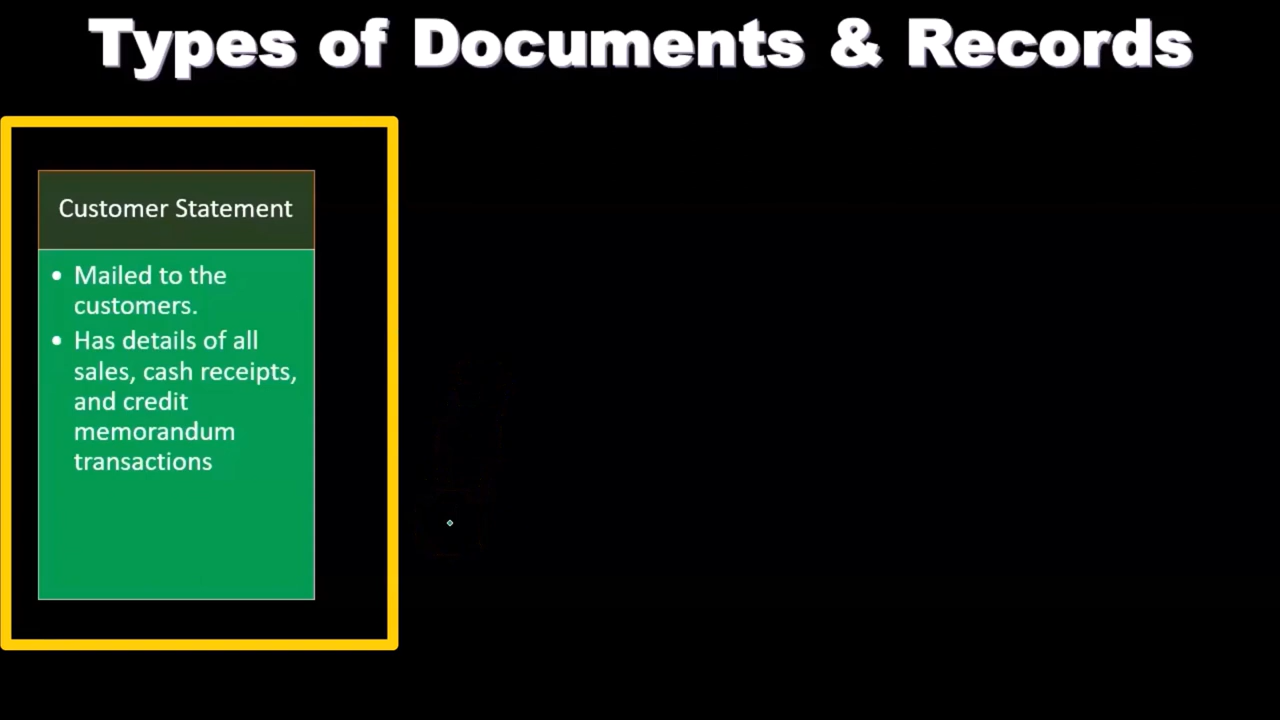 Types of Documents & Records
Customer Statement
• Mailed to the
customers.
• Has details of all
sales, cash receipts,
and credit
memorandum
transactions